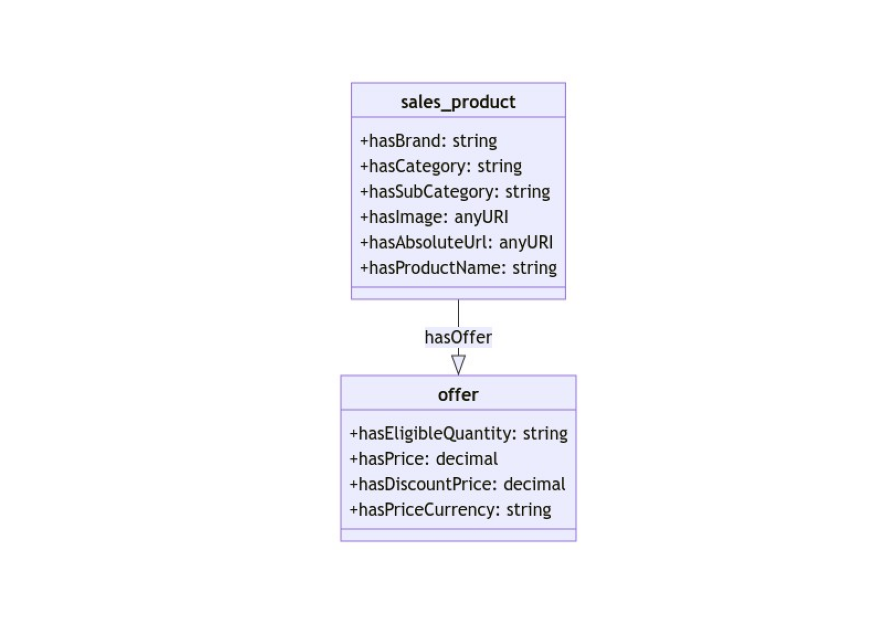 sales_product
+hasBrand: string
+hasCategory: string
+hasSubCategory: string
+hasImage: anyURI
+hasAbsoluteUrl: anyURI
+hasProductName: string
hasOffer
offer
+hasEligibleQuantity: string
+hasPrice: decimal
+hasDiscountPrice: decimal
+hasPriceCurrency: string